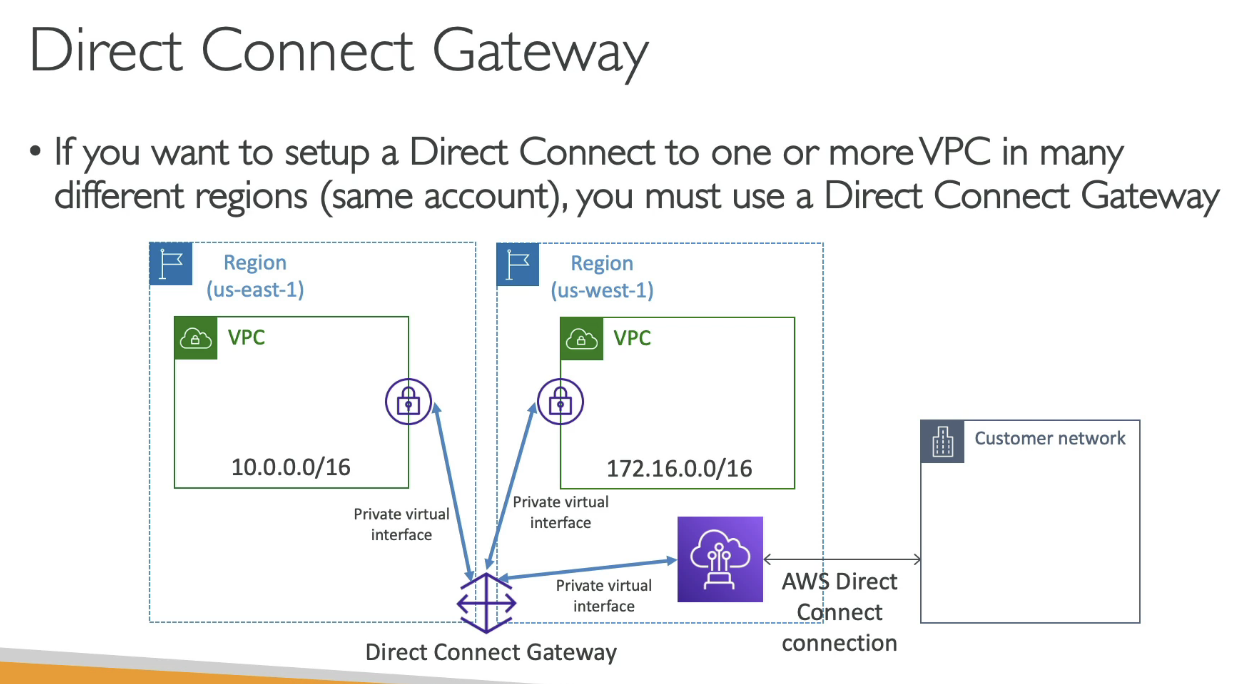 Direct Connect Gateway
• If you want to setup a Direct Connect to one or more VPC in many
different regions (same account), you must use a Direct Connect Gateway
Region
(us-east-1)
Region
(us-west-1)
VPC
VPC
Customer network
10.0.0.0/16
172.16.0.0/16
Private virtual
interface
Private virtual
interface
Private virtual
interface
AWS Direct
Connect
connection
Direct Connect Gateway